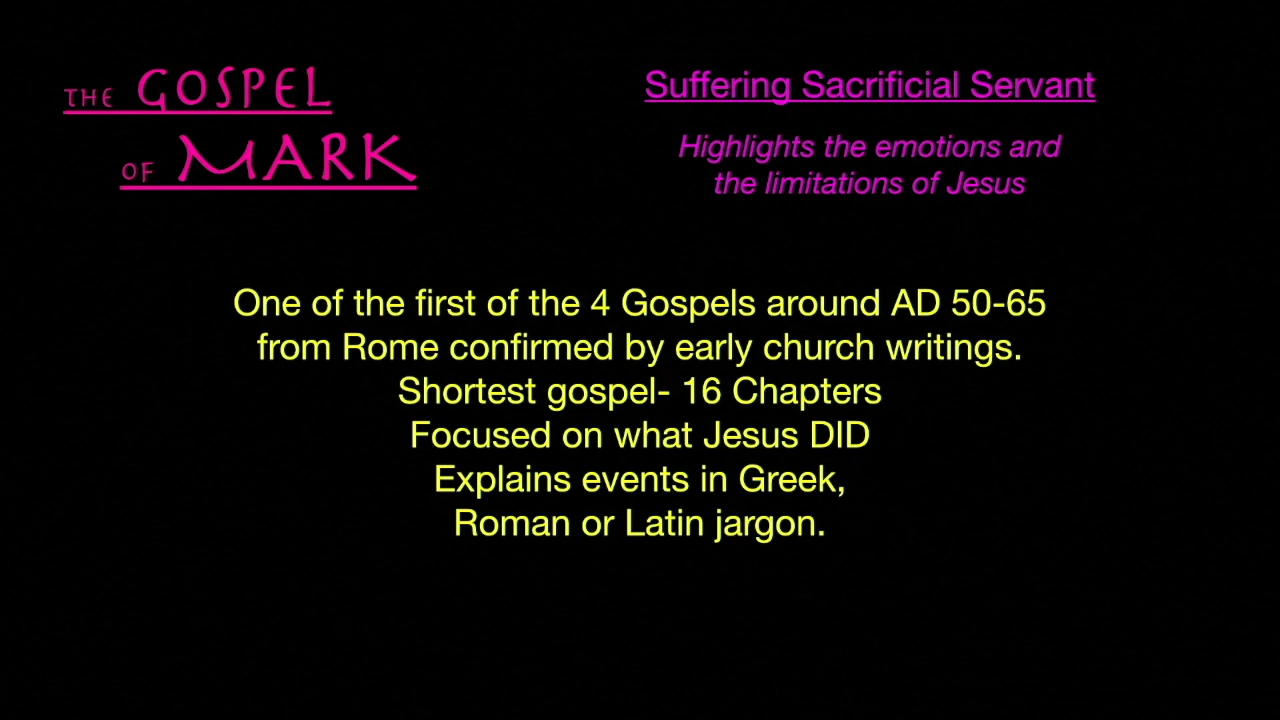 THE GOSPEL
OF MARK
Suffering Sacrificial Servant
Highlights the emotions and
the limitations of Jesus
One of the first of the 4 Gospels around AD 50-65
from Rome confirmed by early church writings.
Shortest gospel- 16 Chapters
Focused on what Jesus DID
Explains events in Greek,
Roman or Latin jargon.